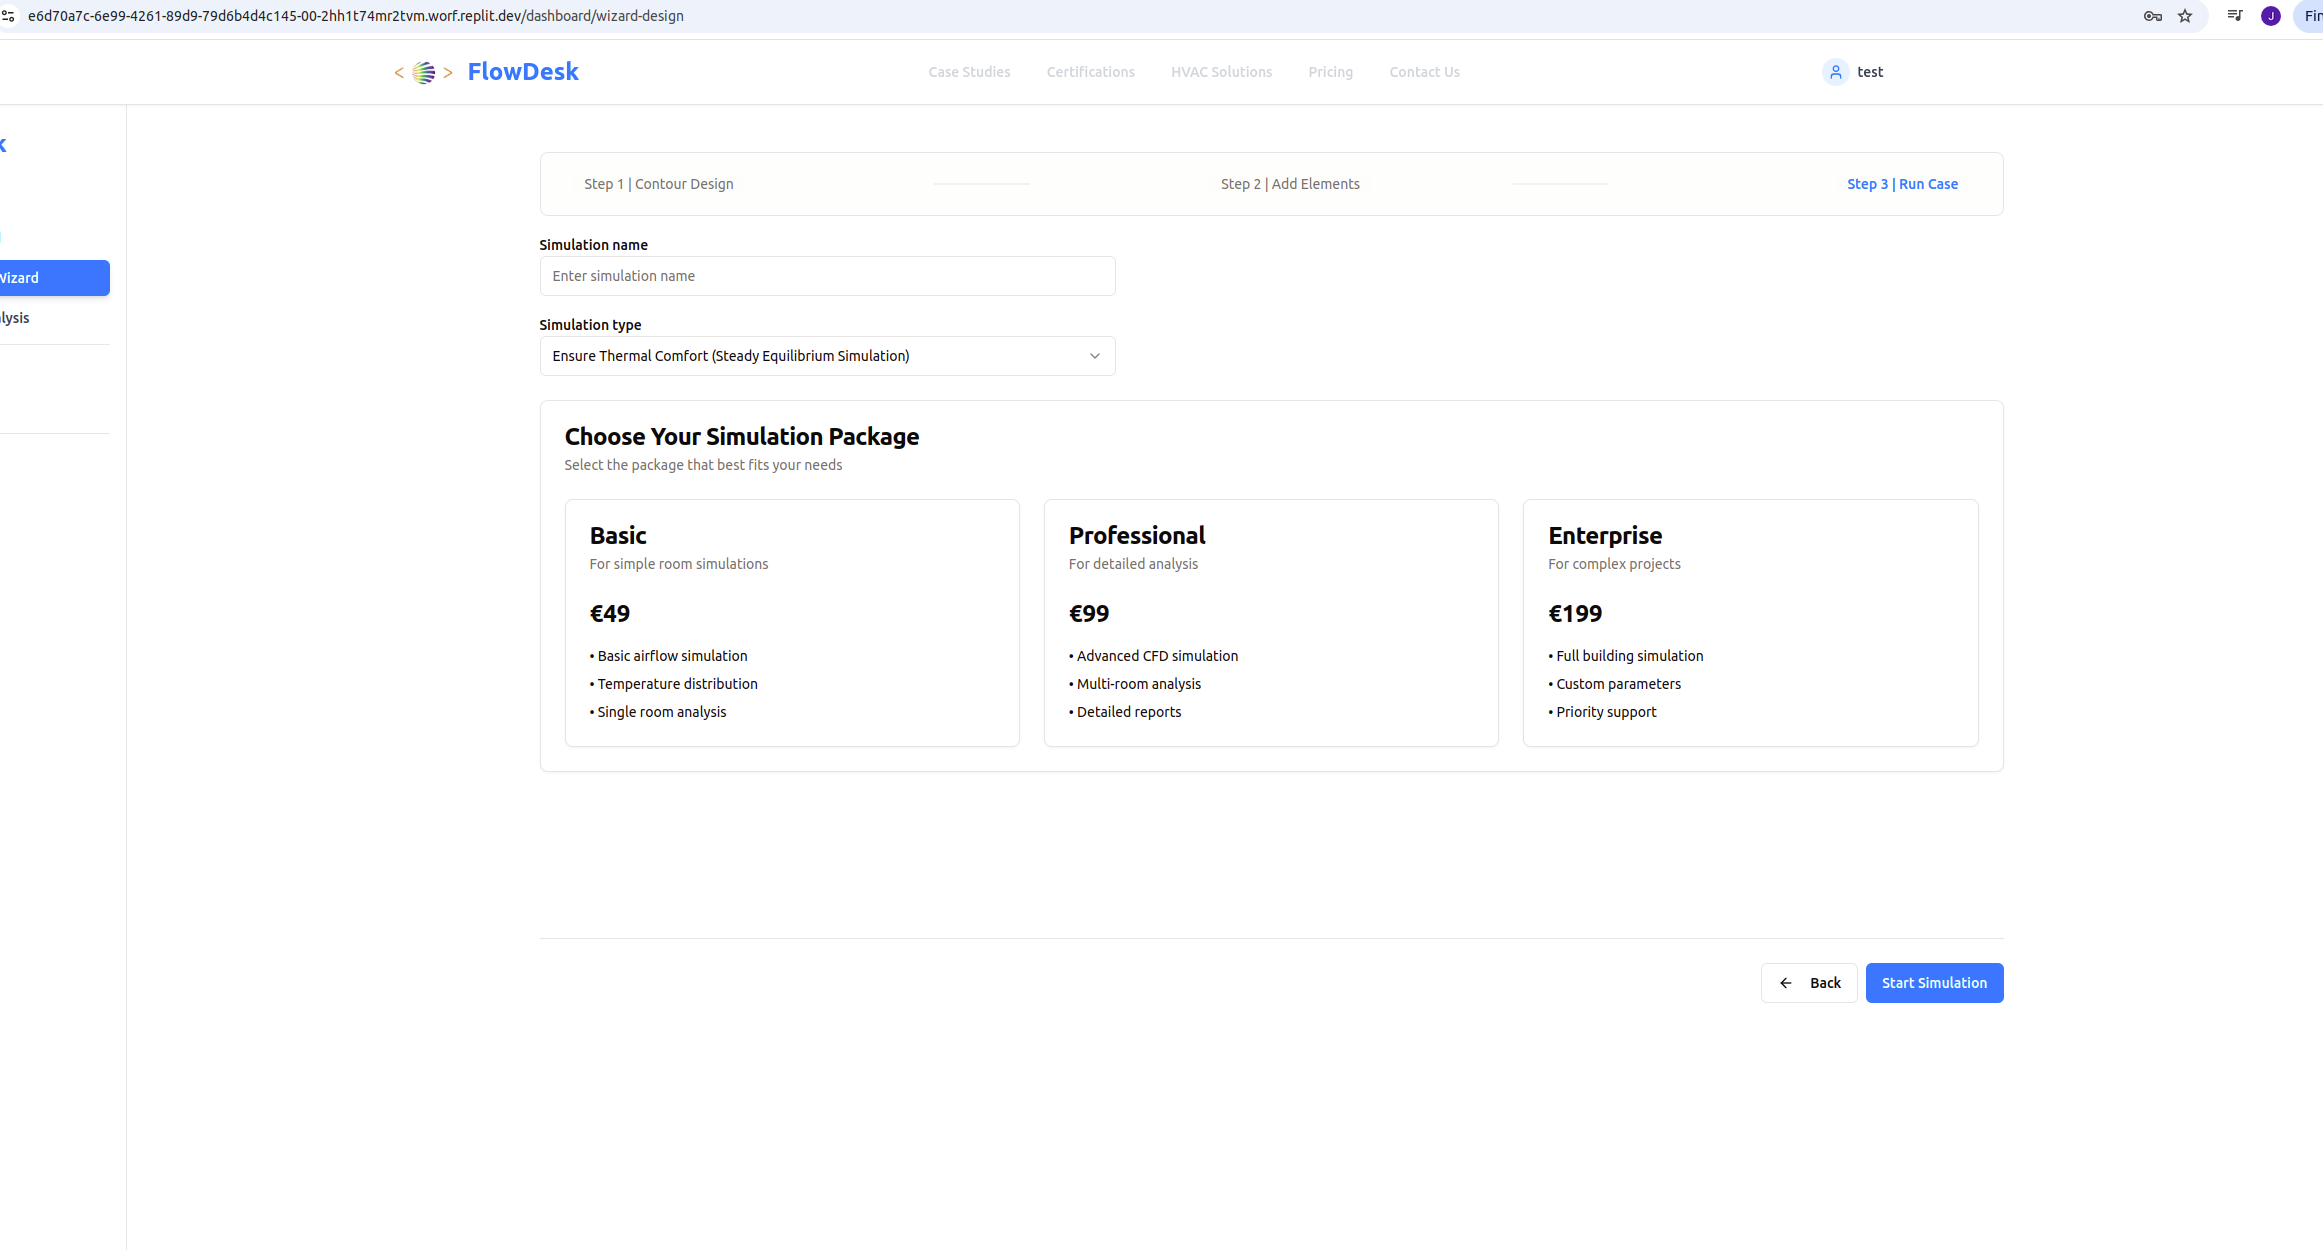 e6d70a7c-6e99-4261-89d9-79d6b4d4c145-00-2hh1t74mr2tvm.worf.replit.dev/dashboard/wizard-design
J
Fin
< > FlowDesk
Case Studies
Certifications
HVAC Solutions
Pricing
Contact Us
test
k
Wizard
lysis
Step 1 | Contour Design
Step 2 | Add Elements
Step 3 | Run Case
Simulation name
Enter simulation name
Simulation type
Ensure Thermal Comfort (Steady Equilibrium Simulation)
Choose Your Simulation Package
Select the package that best fits your needs
Basic
For simple room simulations
€49
• Basic airflow simulation
• Temperature distribution
• Single room analysis
Professional
For detailed analysis
€99
• Advanced CFD simulation
• Multi-room analysis
• Detailed reports
Enterprise
For complex projects
€199
• Full building simulation
• Custom parameters
• Priority support
Back
Start Simulation